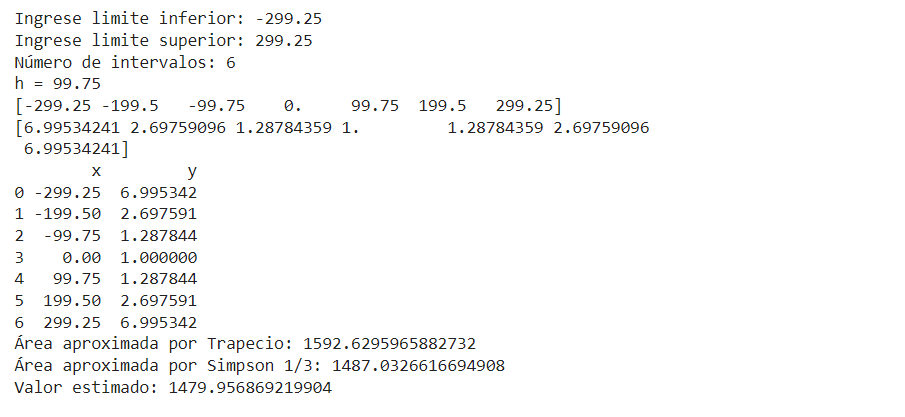 Ingrese limite inferior: -299.25
Ingrese limite superior: 299.25
Número de intervalos: 6
h = 99.75
[-299.25 -199.5   -99.75    0.     99.75  199.5   299.25]
[6.99534241 2.69759096 1.28784359 1.         1.28784359 2.69759096
 6.99534241]
        x         y
0 -299.25  6.995342
1 -199.50  2.697591
2  -99.75  1.287844
3    0.00  1.000000
4   99.75  1.287844
5  199.50  2.697591
6  299.25  6.995342
Área aproximada por Trapecio: 1592.6295965882732
Área aproximada por Simpson 1/3: 1487.0326616694908
Valor estimado: 1479.956869219904